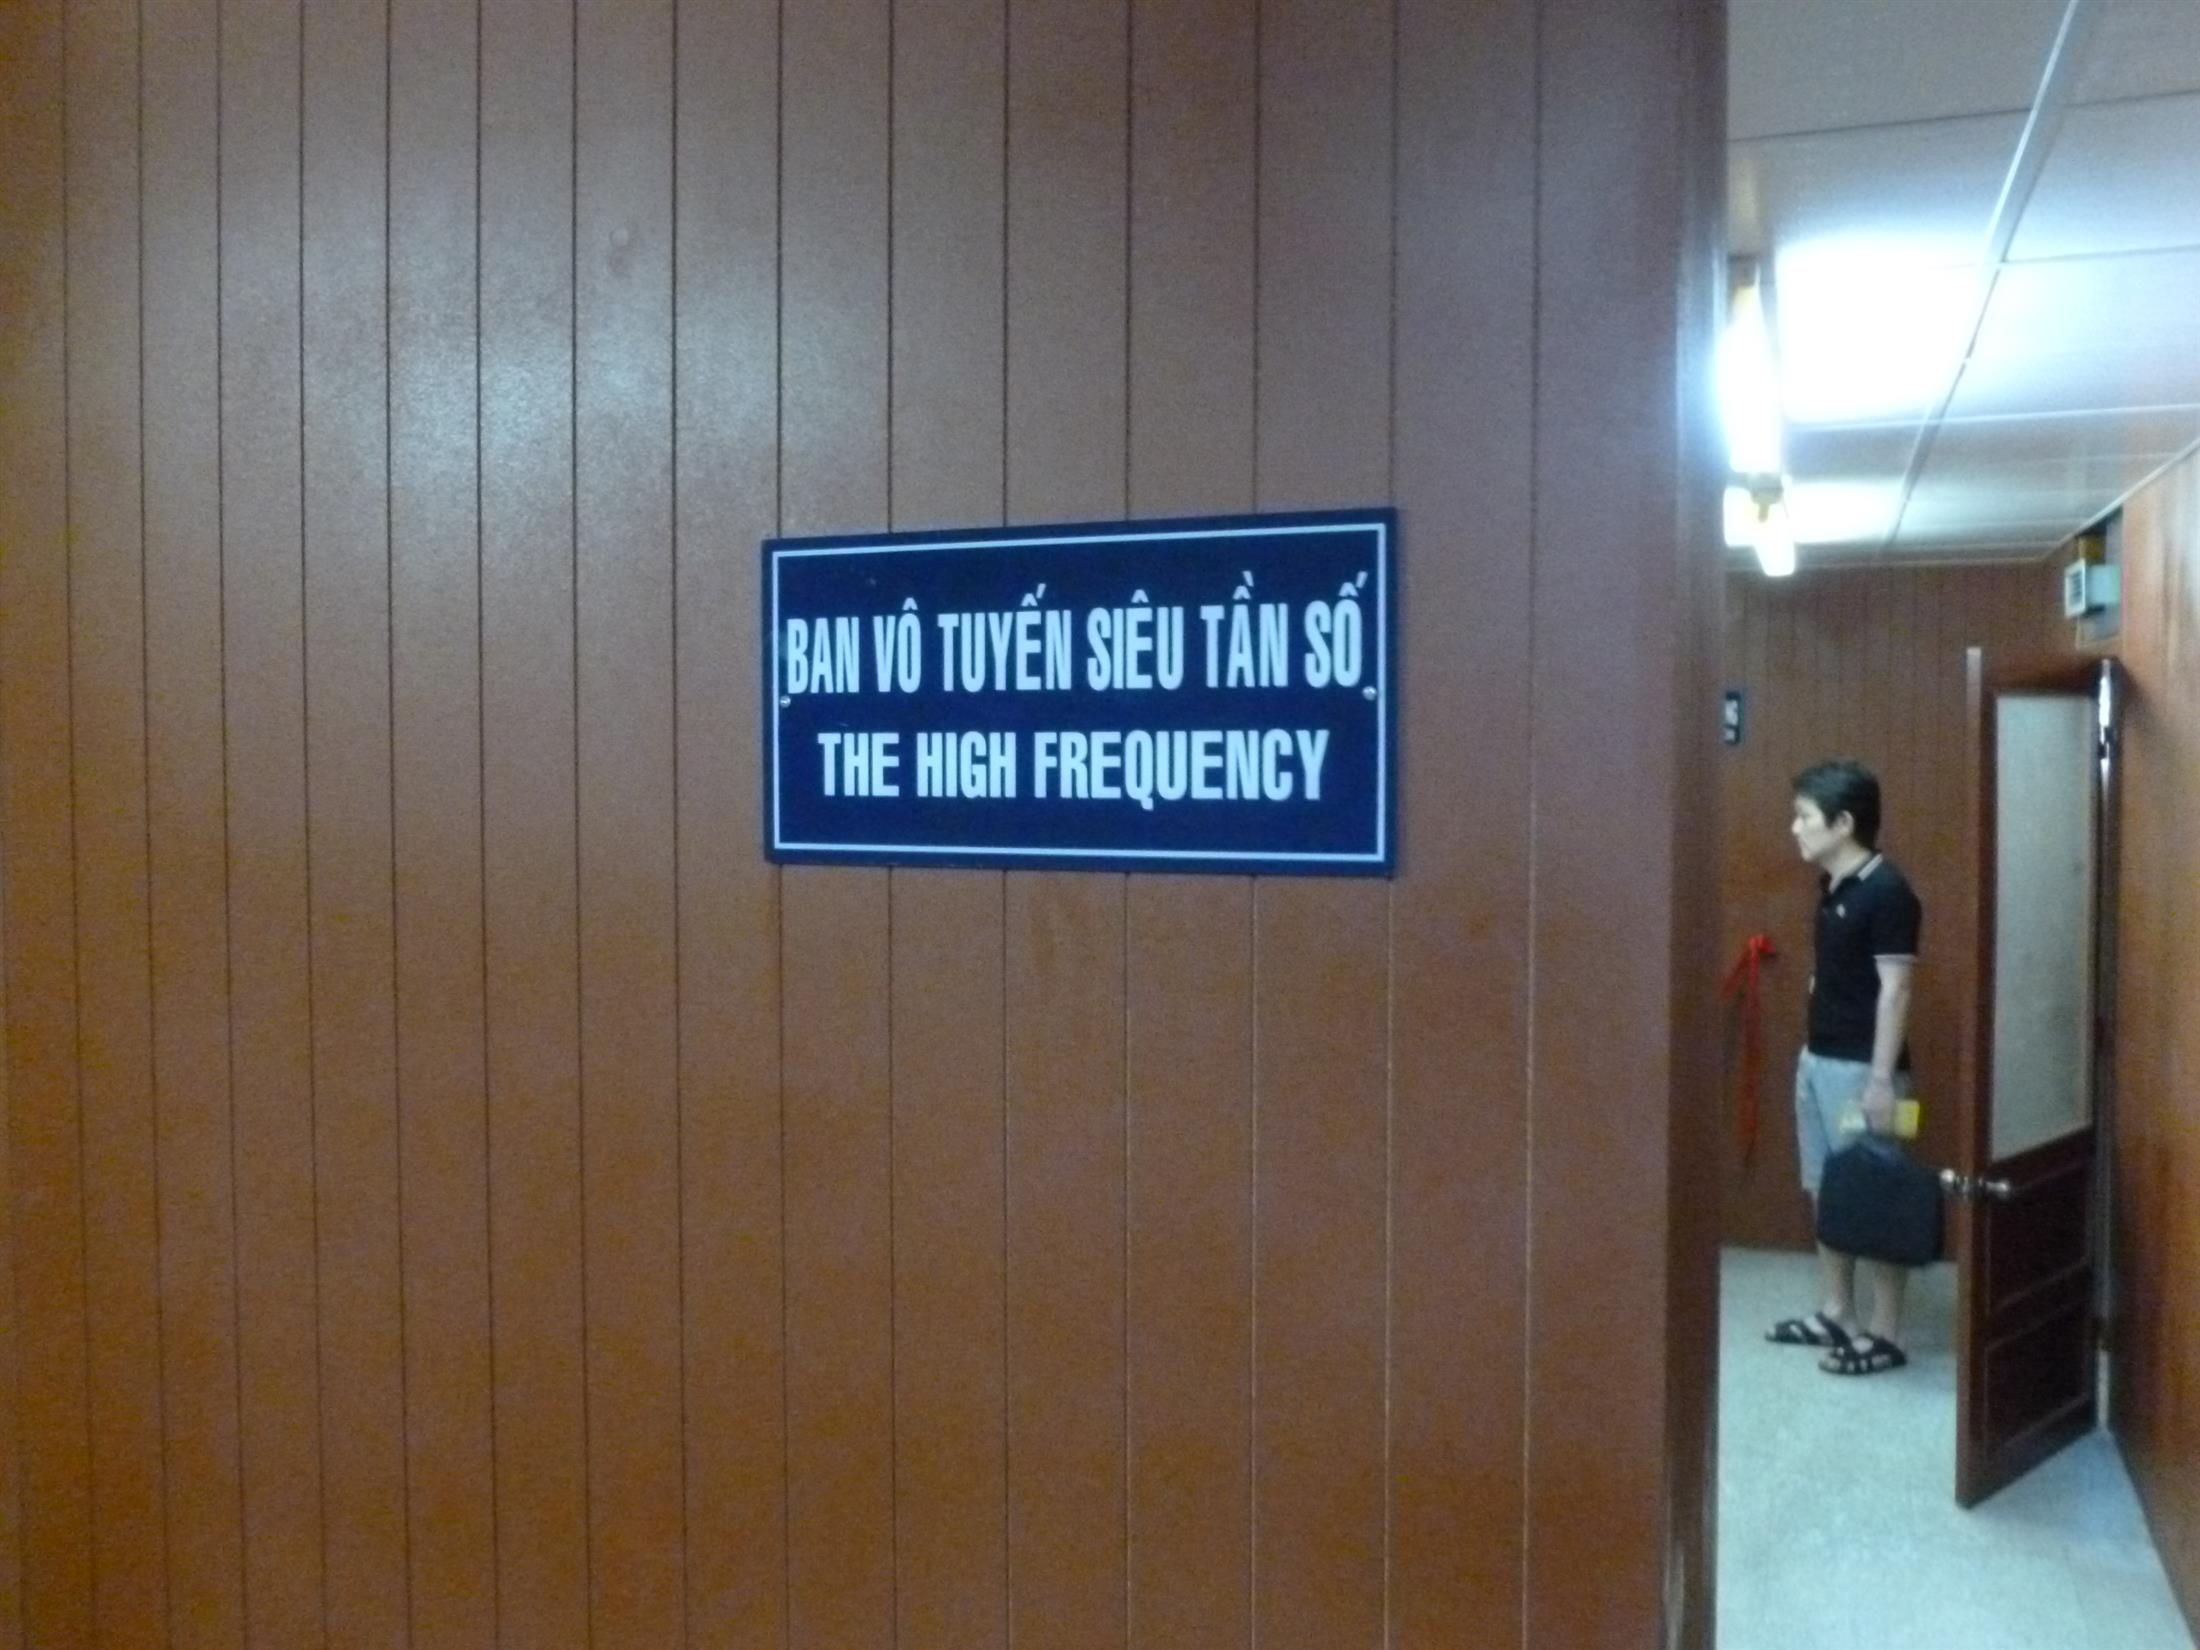 BAN VÔ TUYẾN SIÊU TẦN SỐ
THE HIGH FREQUENCY